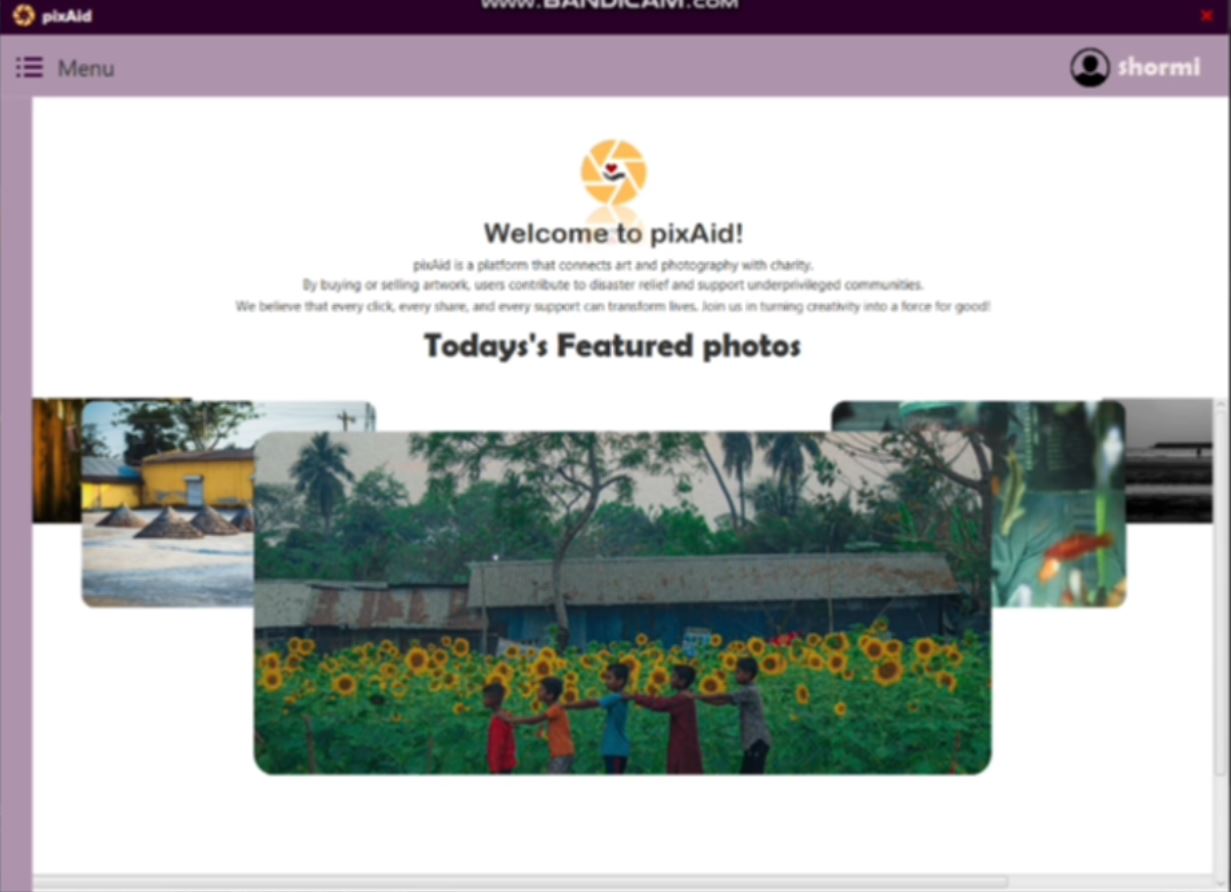 www.BANDICAM.com
pixAid
Menu
shormi
Welcome to pixAid!
pixAid is a platform that connects art and photography with charity.
By buying or selling artwork, users contribute to disaster relief and support underprivileged communities.
We believe that every click, every share, and every support can transform lives. Join us in turning creativity into a force for good!
Todays's Featured photos